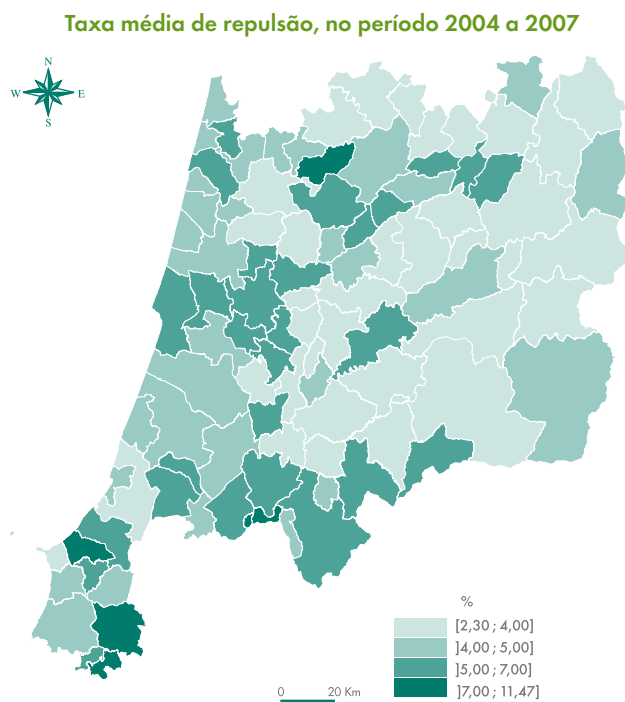 Taxa média de repulsão, no período 2004 a 2007
N
W E
S
%
[2,30 ; 4,00]
]4,00 ; 5,00]
]5,00 ; 7,00]
]7,00 ; 11,47]
0 20 Km